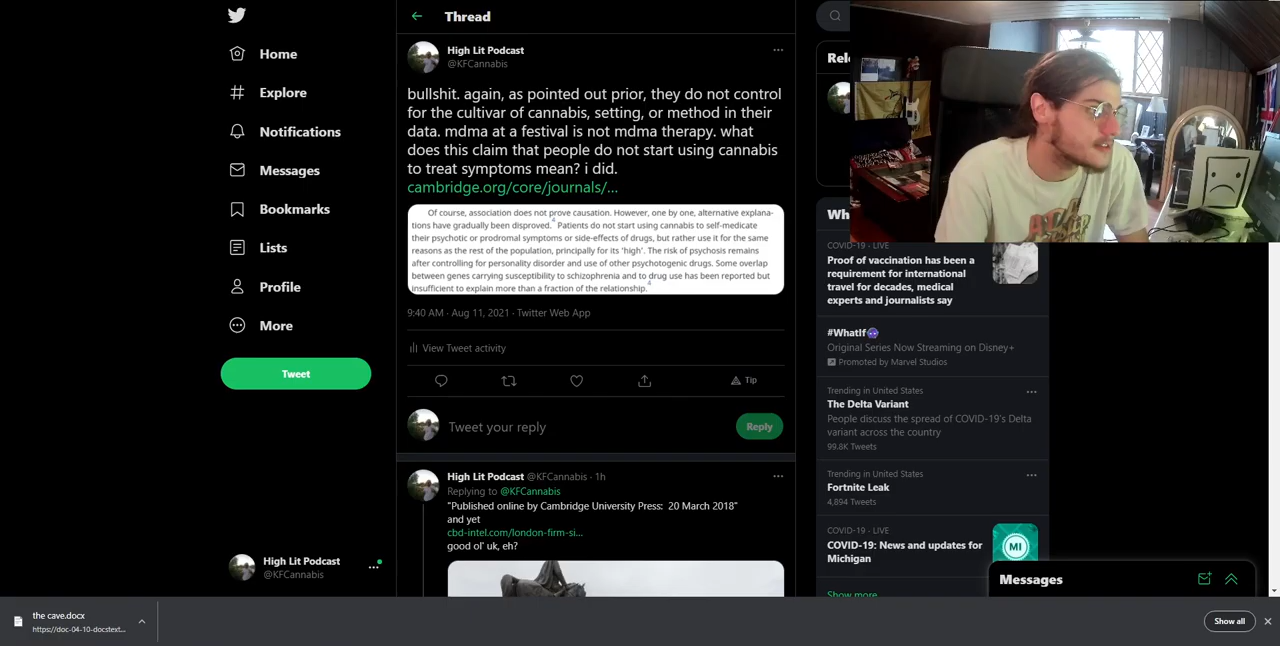 Home
Explore
Notifications
Messages
Bookmarks
Lists
Profile
More
Tweet
High Lit Podcast
@KFCannabis
Thread
High Lit Podcast
@KFCannabis
bullshit. again, as pointed out prior, they do not control
for the cultivar of cannabis, setting, or method in their
data. mdma at a festival is not mdma therapy. what
does this claim that people do not start using cannabis
to treat symptoms mean? i did.
cambridge.org/core/journals/...
Of course, association does not prove causation. However, one by one, alternative explana-
tions have gradually been disproved.4 Patients do not start using cannabis to self-medicate
their psychotic or prodromal symptoms or side-effects of drugs, but rather use it for the same
reasons as the rest of the population, principally for its 'high'. The risk of psychosis remains
after controlling for personality disorder and use of other psychotogenic drugs. Some overlap
between genes carrying susceptibility to schizophrenia and to drug use has been reported but
insufficient to explain more than a fraction of the relationship.4
9:40 AM · Aug 11, 2021 · Twitter Web App
View Tweet activity
Tip
Tweet your reply
Reply
High Lit Podcast @KFCannabis · 1h
Replying to @KFCannabis
"Published online by Cambridge University Press: 20 March 2018"
and yet
cbd-intel.com/london-firm-si...
good ol' uk, eh?
Rel
Wh
COVID-19 · LIVE
Proof of vaccination has been a
requirement for international
travel for decades, medical
experts and journalists say
#WhatIf
Original Series Now Streaming on Disney+
Promoted by Marvel Studios
Trending in United States
The Delta Variant
People discuss the spread of COVID-19's Delta
variant across the country
99.8K Tweets
Trending in United States
Fortnite Leak
4,894 Tweets
COVID-19 · LIVE
COVID-19: News and updates for
Michigan
MI
Show more
Messages
the cave.docx
https://doc-04-10-docstext...
Show all